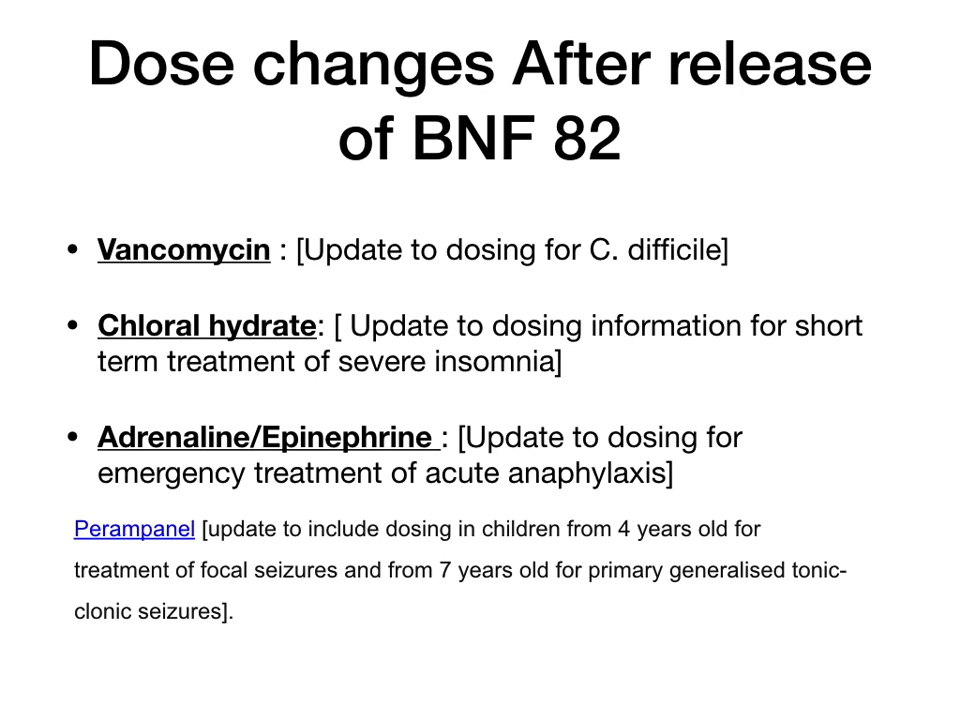 Dose changes After release
of BNF 82
• Vancomycin : [Update to dosing for C. difficile]
• Chloral hydrate: [ Update to dosing information for short
term treatment of severe insomnia]
• Adrenaline/Epinephrine : [Update to dosing for
emergency treatment of acute anaphylaxis]
Perampanel [update to include dosing in children from 4 years old for
treatment of focal seizures and from 7 years old for primary generalised tonic-
clonic seizures].